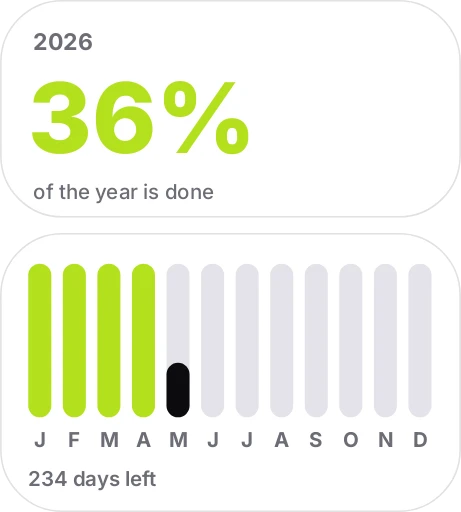 2026
36%
of the year is done
J F M A M J J A S O N D
234 days left